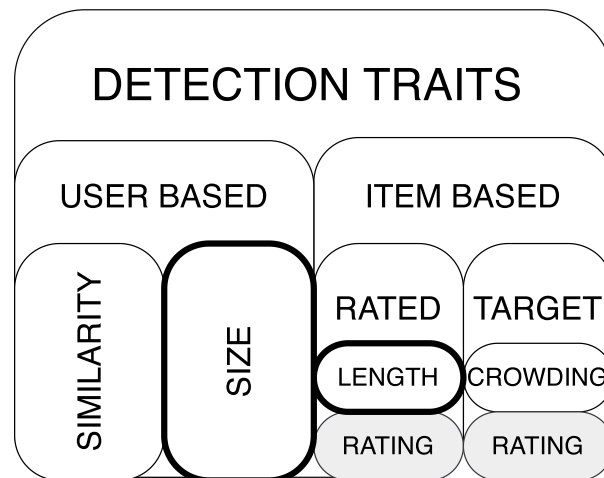 DETECTION TRAITS
USER BASED
ITEM BASED
SIMILARITY
SIZE
RATED
TARGET
LENGTH
CROWDING
RATING
RATING